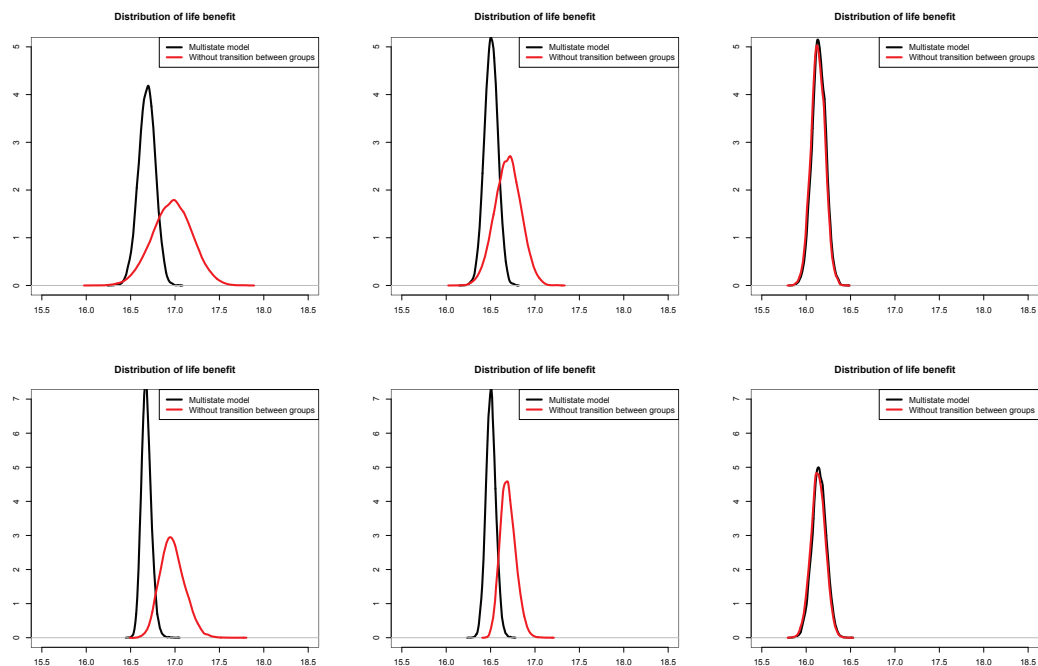 Distribution of life benefit
Multistate model
Without transition between groups
5
4
3
2
1
0
15.5 16.0 16.5 17.0 17.5 18.0 18.5
Distribution of life benefit
Multistate model
Without transition between groups
5
4
3
2
1
0
15.5 16.0 16.5 17.0 17.5 18.0 18.5
Distribution of life benefit
Multistate model
Without transition between groups
5
4
3
2
1
0
15.5 16.0 16.5 17.0 17.5 18.0 18.5
Distribution of life benefit
Multistate model
Without transition between groups
7
6
5
4
3
2
1
0
15.5 16.0 16.5 17.0 17.5 18.0 18.5
Distribution of life benefit
Multistate model
Without transition between groups
7
6
5
4
3
2
1
0
15.5 16.0 16.5 17.0 17.5 18.0 18.5
Distribution of life benefit
Multistate model
Without transition between groups
7
6
5
4
3
2
1
0
15.5 16.0 16.5 17.0 17.5 18.0 18.5